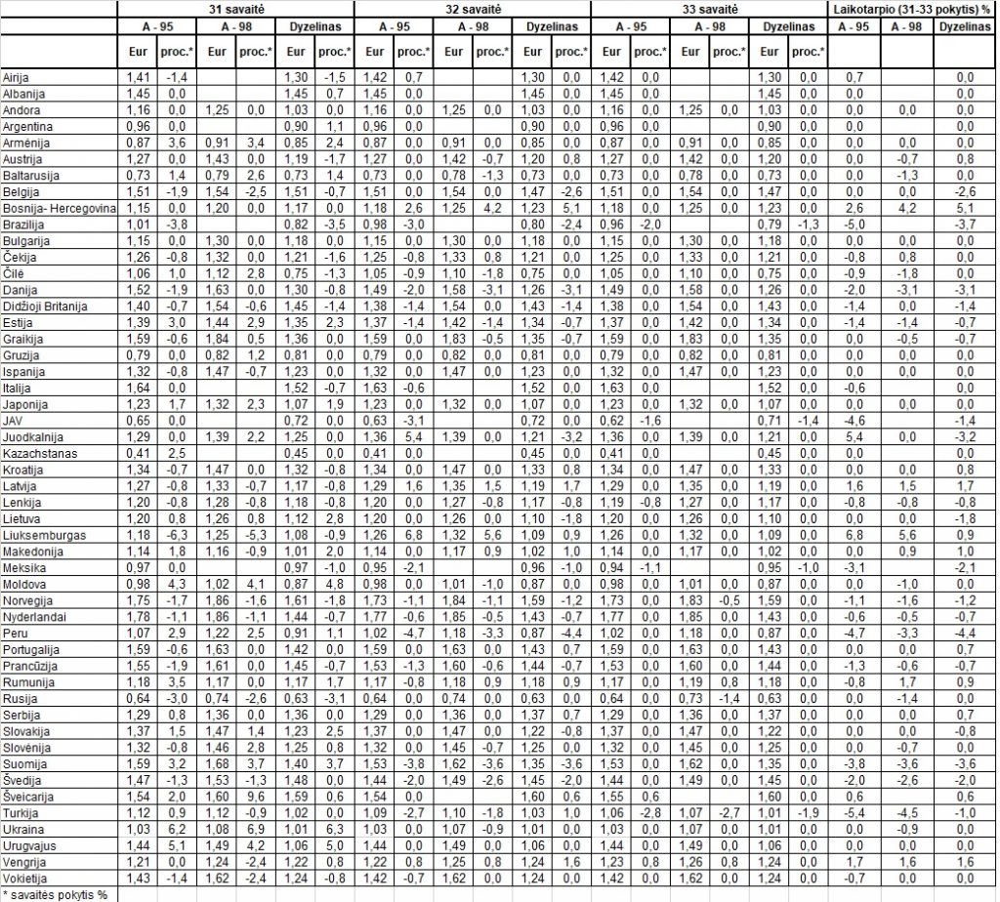 31 savaitė 32 savaitė 33 savaitė Laikotarpio (31-33 pokytis) %
A - 95 A - 98 Dyzelinas A - 95 A - 98 Dyzelinas A - 95 A - 98 Dyzelinas A - 95 A - 98 Dyzelinas
Eur proc.* Eur proc.* Eur proc.* Eur proc.* Eur proc.* Eur proc.* Eur proc.* Eur proc.* Eur proc.*
Airija 1,41 -1,4 1,30 -1,5 1,42 0,7 1,30 0,0 1,42 0,0 1,30 0,0 0,7 0,0
Albanija 1,45 0,0 1,45 0,7 1,45 0,0 1,45 0,0 1,45 0,0 1,45 0,0 0,0 0,0
Andora 1,16 0,0 1,25 0,0 1,03 0,0 1,16 0,0 1,25 0,0 1,03 0,0 1,16 0,0 1,25 0,0 1,03 0,0 0,0 0,0 0,0
Argentina 0,96 0,0 0,90 1,1 0,96 0,0 0,90 0,0 0,96 0,0 0,90 0,0 0,0 0,0
Armėnija 0,87 3,6 0,91 3,4 0,85 2,4 0,87 0,0 0,91 0,0 0,85 0,0 0,87 0,0 0,91 0,0 0,85 0,0 0,0 0,0 0,0
Austrija 1,27 0,0 1,43 0,0 1,19 -1,7 1,27 0,0 1,42 -0,7 1,20 0,8 1,27 0,0 1,42 0,0 1,20 0,0 0,0 -0,7 0,8
Baltarusija 0,73 1,4 0,79 2,6 0,73 1,4 0,73 0,0 0,78 -1,3 0,73 0,0 0,73 0,0 0,78 0,0 0,73 0,0 0,0 -1,3 0,0
Belgija 1,51 -1,9 1,54 -2,5 1,51 -0,7 1,51 0,0 1,54 0,0 1,47 -2,6 1,51 0,0 1,54 0,0 1,47 0,0 0,0 0,0 -2,6
Bosnija- Hercegovina 1,15 0,0 1,20 0,0 1,17 0,0 1,18 2,6 1,25 4,2 1,23 5,1 1,18 0,0 1,25 0,0 1,23 0,0 2,6 4,2 5,1
Brazilija 1,01 -3,8 0,82 -3,5 0,98 -3,0 0,80 -2,4 0,96 -2,0 0,79 -1,3 -5,0 -3,7
Bulgarija 1,15 0,0 1,30 0,0 1,18 0,0 1,15 0,0 1,30 0,0 1,18 0,0 1,15 0,0 1,30 0,0 1,18 0,0 0,0 0,0 0,0
Čekija 1,26 -0,8 1,32 0,0 1,21 -1,6 1,25 -0,8 1,33 0,8 1,21 0,0 1,25 0,0 1,33 0,0 1,21 0,0 -0,8 0,8 0,0
Čilė 1,06 1,0 1,12 2,8 0,75 -1,3 1,05 -0,9 1,10 -1,8 0,75 0,0 1,05 0,0 1,10 0,0 0,75 0,0 -0,9 -1,8 0,0
Danija 1,52 -1,9 1,63 0,0 1,30 -0,8 1,49 -2,0 1,58 -3,1 1,26 -3,1 1,49 0,0 1,58 0,0 1,26 0,0 -2,0 -3,1 -3,1
Didžioji Britanija 1,40 -0,7 1,54 -0,6 1,45 -1,4 1,38 -1,4 1,54 0,0 1,43 -1,4 1,38 0,0 1,54 0,0 1,43 0,0 -1,4 0,0 -1,4
Estija 1,39 3,0 1,44 2,9 1,35 2,3 1,37 -1,4 1,42 -1,4 1,34 -0,7 1,37 0,0 1,42 0,0 1,34 0,0 -1,4 -1,4 -0,7
Graikija 1,59 -0,6 1,84 0,5 1,36 0,0 1,59 0,0 1,83 -0,5 1,35 -0,7 1,59 0,0 1,83 0,0 1,35 0,0 0,0 -0,5 -0,7
Gruzija 0,79 0,0 0,82 1,2 0,81 0,0 0,79 0,0 0,82 0,0 0,81 0,0 0,79 0,0 0,82 0,0 0,81 0,0 0,0 0,0 0,0
Ispanija 1,32 -0,8 1,47 -0,7 1,23 0,0 1,32 0,0 1,47 0,0 1,23 0,0 1,32 0,0 1,47 0,0 1,23 0,0 0,0 0,0 0,0
Italija 1,64 0,0 1,52 -0,7 1,63 -0,6 1,52 0,0 1,63 0,0 1,52 0,0 -0,6 0,0
Japonija 1,23 1,7 1,32 2,3 1,07 1,9 1,23 0,0 1,32 0,0 1,07 0,0 1,23 0,0 1,32 0,0 1,07 0,0 0,0 0,0 0,0
JAV 0,65 0,0 0,72 0,0 0,63 -3,1 0,72 0,0 0,62 -1,6 0,71 -1,4 -4,6 -1,4
Juodkalnija 1,29 0,0 1,39 2,2 1,25 0,0 1,36 5,4 1,39 0,0 1,21 -3,2 1,36 0,0 1,39 0,0 1,21 0,0 5,4 0,0 -3,2
Kazachstanas 0,41 2,5 0,45 0,0 0,41 0,0 0,45 0,0 0,41 0,0 0,45 0,0 0,0 0,0
Kroatija 1,34 -0,7 1,47 0,0 1,32 -0,8 1,34 0,0 1,47 0,0 1,33 0,8 1,34 0,0 1,47 0,0 1,33 0,0 0,0 0,0 0,8
Latvija 1,27 -0,8 1,33 -0,7 1,17 -0,8 1,29 1,6 1,35 1,5 1,19 1,7 1,29 0,0 1,35 0,0 1,19 0,0 1,6 1,5 1,7
Lenkija 1,20 -0,8 1,28 -0,8 1,18 -0,8 1,20 0,0 1,27 -0,8 1,17 -0,8 1,19 -0,8 1,27 0,0 1,17 0,0 -0,8 -0,8 -0,8
Lietuva 1,20 0,8 1,26 0,8 1,12 2,8 1,20 0,0 1,26 0,0 1,10 -1,8 1,20 0,0 1,26 0,0 1,10 0,0 0,0 0,0 -1,8
Liuksemburgas 1,18 -6,3 1,25 -5,3 1,08 -0,9 1,26 6,8 1,32 5,6 1,09 0,9 1,26 0,0 1,32 0,0 1,09 0,0 6,8 5,6 0,9
Makedonija 1,14 1,8 1,16 -0,9 1,01 2,0 1,14 0,0 1,17 0,9 1,02 1,0 1,14 0,0 1,17 0,0 1,02 0,0 0,0 0,9 1,0
Meksika 0,97 0,0 0,97 -1,0 0,95 -2,1 0,96 -1,0 0,94 -1,1 0,95 -1,0 -3,1 -2,1
Moldova 0,98 4,3 1,02 4,1 0,87 4,8 0,98 0,0 1,01 -1,0 0,87 0,0 0,98 0,0 1,01 0,0 0,87 0,0 0,0 -1,0 0,0
Norvegija 1,75 -1,7 1,86 -1,6 1,61 -1,8 1,73 -1,1 1,84 -1,1 1,59 -1,2 1,73 0,0 1,83 -0,5 1,59 0,0 -1,1 -1,6 -1,2
Nyderlandai 1,78 -1,1 1,86 -1,1 1,44 -0,7 1,77 -0,6 1,85 -0,5 1,43 -0,7 1,77 0,0 1,85 0,0 1,43 0,0 -0,6 -0,5 -0,7
Peru 1,07 2,9 1,22 2,5 0,91 1,1 1,02 -4,7 1,18 -3,3 0,87 -4,4 1,02 0,0 1,18 0,0 0,87 0,0 -4,7 -3,3 -4,4
Portugalija 1,59 -0,6 1,63 0,0 1,42 0,0 1,59 0,0 1,63 0,0 1,43 0,7 1,59 0,0 1,63 0,0 1,43 0,0 0,0 0,0 0,7
Prancūzija 1,55 -1,9 1,61 0,0 1,45 -0,7 1,53 -1,3 1,60 -0,6 1,44 -0,7 1,53 0,0 1,60 0,0 1,44 0,0 -1,3 -0,6 -0,7
Rumunija 1,18 3,5 1,17 0,0 1,17 1,7 1,17 -0,8 1,18 0,9 1,18 0,9 1,17 0,0 1,19 0,8 1,18 0,0 -0,8 1,7 0,9
Rusija 0,64 -3,0 0,74 -2,6 0,63 -3,1 0,64 0,0 0,74 0,0 0,63 0,0 0,64 0,0 0,73 -1,4 0,63 0,0 0,0 -1,4 0,0
Serbija 1,29 0,8 1,36 0,0 1,36 0,0 1,29 0,0 1,36 0,0 1,37 0,7 1,29 0,0 1,36 0,0 1,37 0,0 0,0 0,0 0,7
Slovakija 1,37 1,5 1,47 1,4 1,23 2,5 1,37 0,0 1,47 0,0 1,22 -0,8 1,37 0,0 1,47 0,0 1,22 0,0 0,0 0,0 -0,8
Slovėnija 1,32 -0,8 1,46 2,8 1,25 0,8 1,32 0,0 1,45 -0,7 1,25 0,0 1,32 0,0 1,45 0,0 1,25 0,0 0,0 -0,7 0,0
Suomija 1,59 3,2 1,68 3,7 1,40 3,7 1,53 -3,8 1,62 -3,6 1,35 -3,6 1,53 0,0 1,62 0,0 1,35 0,0 -3,8 -3,6 -3,6
Švedija 1,47 -1,3 1,53 -1,3 1,48 0,0 1,44 -2,0 1,49 -2,6 1,45 -2,0 1,44 0,0 1,49 0,0 1,45 0,0 -2,0 -2,6 -2,0
Šveicarija 1,54 2,0 1,60 9,6 1,59 0,6 1,54 0,0 1,60 0,6 1,55 0,6 1,60 0,0 0,6 0,6
Turkija 1,12 0,9 1,12 -0,9 1,02 0,0 1,09 -2,7 1,10 -1,8 1,03 1,0 1,06 -2,8 1,07 -2,7 1,01 -1,9 -5,4 -4,5 -1,0
Ukraina 1,03 6,2 1,08 6,9 1,01 6,3 1,03 0,0 1,07 -0,9 1,01 0,0 1,03 0,0 1,07 0,0 1,01 0,0 0,0 -0,9 0,0
Urugvajus 1,44 5,1 1,49 4,2 1,06 5,0 1,44 0,0 1,49 0,0 1,06 0,0 1,44 0,0 1,49 0,0 1,06 0,0 0,0 0,0 0,0
Vengrija 1,21 0,0 1,24 -2,4 1,22 0,8 1,22 0,8 1,25 0,8 1,24 1,6 1,23 0,8 1,26 0,8 1,24 0,0 1,7 1,6 1,6
Vokietija 1,43 -1,4 1,62 -2,4 1,24 -0,8 1,42 -0,7 1,62 0,0 1,24 0,0 1,42 0,0 1,62 0,0 1,24 0,0 -0,7 0,0 0,0
* savaitės pokytis %